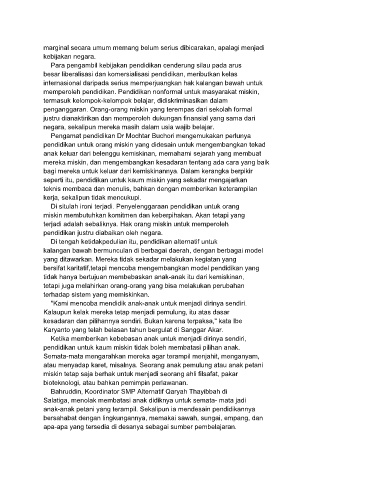 marginal secara umum memang belum serius dibicarakan, apalagi menjadi
kebijakan negara.
Para pengambil kebijakan pendidikan cenderung silau pada arus
besar liberalisasi dan komersialisasi pendidikan, meributkan kelas
internasional daripada serius memperjuangkan hak kalangan bawah untuk
memperoleh pendidikan. Pendidikan nonformal untuk masyarakat miskin,
termasuk kelompok-kelompok belajar, didiskriminasikan dalam
penganggaran. Orang-orang miskin yang terempas dari sekolah formal
justru dianaktirikan dan memperoleh dukungan finansial yang sama dari
negara, sekalipun mereka masih dalam usia wajib belajar.
Pengamat pendidikan Dr Mochtar Buchori mengemukakan perlunya
pendidikan untuk orang miskin yang didesain untuk mengembangkan tekad
anak keluar dari belenggu kemiskinan, memahami sejarah yang membuat
mereka miskin, dan mengembangkan kesadaran tentang ada cara yang baik
bagi mereka untuk keluar dari kemiskinannya. Dalam kerangka berpikir
seperti itu, pendidikan untuk kaum miskin yang sekadar mengajarkan
teknis membaca dan menulis, bahkan dengan memberikan keterampilan
kerja, sekalipun tidak mencukupi.
Di situlah ironi terjadi. Penyelenggaraan pendidikan untuk orang
miskin membutuhkan komitmen dan keberpihakan. Akan tetapi yang
terjadi adalah sebaliknya. Hak orang miskin untuk memperoleh
pendidikan justru diabaikan oleh negara.
Di tengah ketidakpedulian itu, pendidikan alternatif untuk
kalangan bawah bermunculan di berbagai daerah, dengan berbagai model
yang ditawarkan. Mereka tidak sekadar melakukan kegiatan yang
bersifat karitatif,tetapi mencoba mengembangkan model pendidikan yang
tidak hanya bertujuan membebaskan anak-anak itu dari kemiskinan,
tetapi juga melahirkan orang-orang yang bisa melakukan perubahan
terhadap sistem yang memiskinkan.
"Kami mencoba mendidik anak-anak untuk menjadi dirinya sendiri.
Kalaupun kelak mereka tetap menjadi pemulung, itu atas dasar
kesadaran dan pilihannya sendiri. Bukan karena terpaksa," kata Ibe
Karyanto yang telah belasan tahun bergulat di Sanggar Akar.
Ketika memberikan kebebasan anak untuk menjadi dirinya sendiri,
pendidikan untuk kaum miskin tidak boleh membatasi pilihan anak.
Semata-mata mengarahkan mereka agar terampil menjahit, menganyam,
atau menyadap karet, misalnya. Seorang anak pemulung atau anak petani
miskin tetap saja berhak untuk menjadi seorang ahli filsafat, pakar
bioteknologi, atau bahkan pemimpin perlawanan.
Bahruddin, Koordinator SMP Alternatif Qaryah Thayibbah di
Salatiga, menolak membatasi anak didiknya untuk semata- mata jadi
anak-anak petani yang terampil. Sekalipun ia mendesain pendidikannya
bersahabat dengan lingkungannya, memakai sawah, sungai, empang, dan
apa-apa yang tersedia di desanya sebagai sumber pembelajaran.